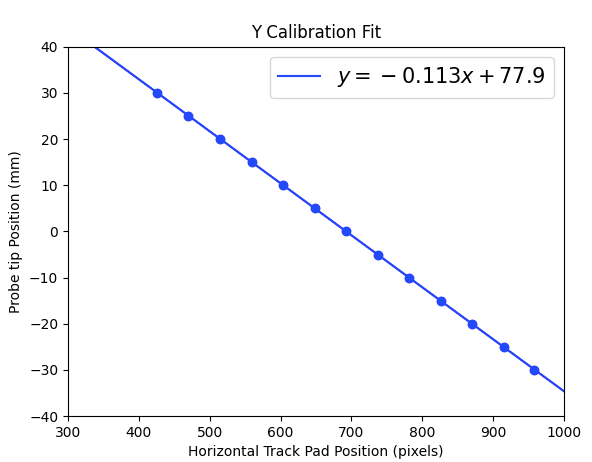 Y Calibration Fit
y = −0.113x + 77.9
40
30
20
10
0
−10
−20
−30
−40
Probe tip Position (mm)
300 400 500 600 700 800 900 1000
Horizontal Track Pad Position (pixels)